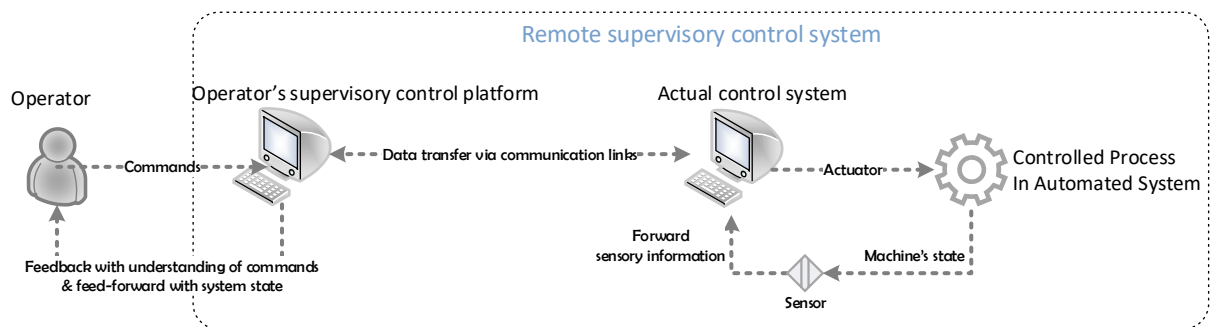 Remote supervisory control system
Operator
Operator’s supervisory control platform
Actual control system
Commands
Data transfer via communication links
Actuator
Controlled Process
In Automated System
Feedback with understanding of commands
& feed-forward with system state
Forward
sensory information
Machine’s state
Sensor